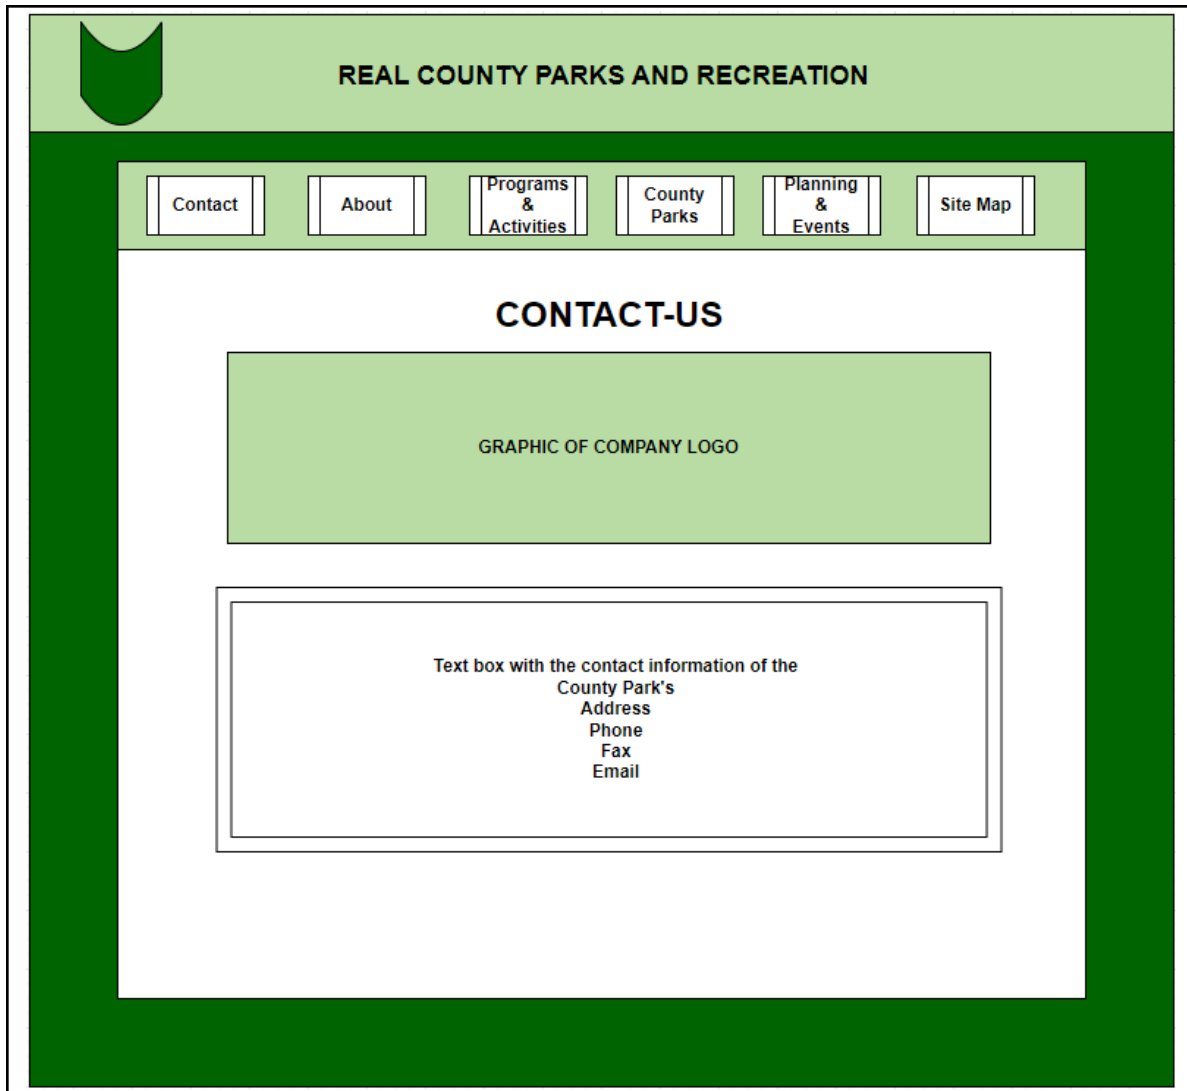 REAL COUNTY PARKS AND RECREATION
Contact
About
Programs
&
Activities
County
Parks
Planning
&
Events
Site Map
CONTACT-US
GRAPHIC OF COMPANY LOGO
Text box with the contact information of the
County Park's
Address
Phone
Fax
Email